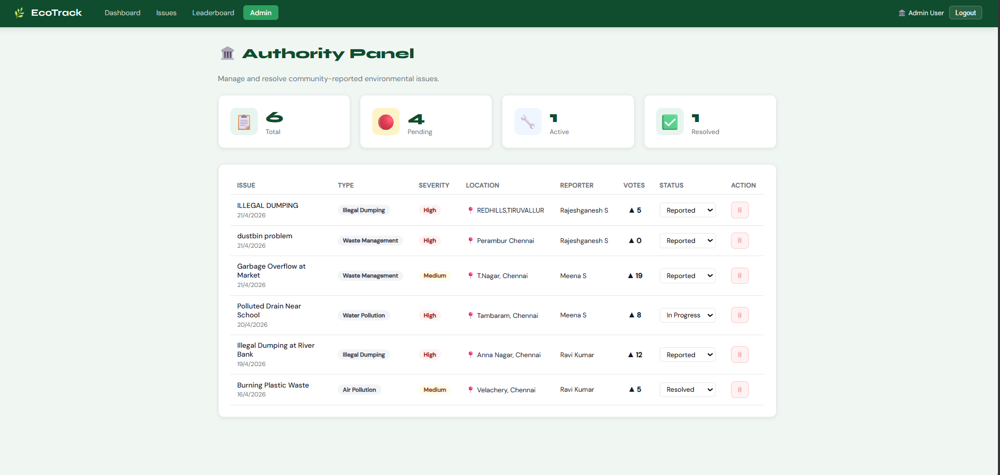 EcoTrack Dashboard Issues Leaderboard Admin Admin User Logout
Authority Panel
Manage and resolve community-reported environmental issues.
6
Total
4
Pending
1
Active
1
Resolved
ISSUE TYPE SEVERITY LOCATION REPORTER VOTES STATUS ACTION
ILLEGAL DUMPING
21/4/2026
Illegal Dumping High REDHILLS,TIRUVALLUR Rajeshganesh S ▲ 5 Reported
dustbin problem
21/4/2026
Waste Management High Perambur Chennai Rajeshganesh S ▲ 0 Reported
Garbage Overflow at
Market
21/4/2026
Waste Management Medium T.Nagar, Chennai Meena S ▲ 19 Reported
Polluted Drain Near
School
20/4/2026
Water Pollution High Tambaram, Chennai Meena S ▲ 8 In Progress
Illegal Dumping at River
Bank
19/4/2026
Illegal Dumping High Anna Nagar, Chennai Ravi Kumar ▲ 12 Reported
Burning Plastic Waste
16/4/2026
Air Pollution Medium Velachery, Chennai Ravi Kumar ▲ 5 Resolved